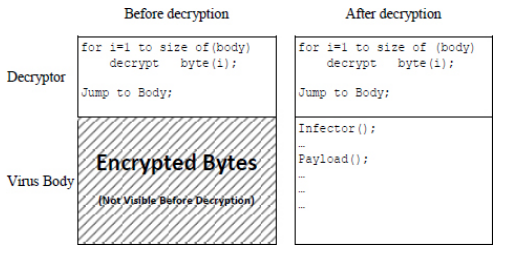 Before decryption
After decryption
Decryptor
for i=1 to size of(body)
decrypt byte(i);
Jump to Body;
for i=1 to size of (body)
decrypt byte(i);
Jump to Body;
Virus Body
Encrypted Bytes
(Not Visible Before Decryption)
Infector();
…
Payload();
…
…
…